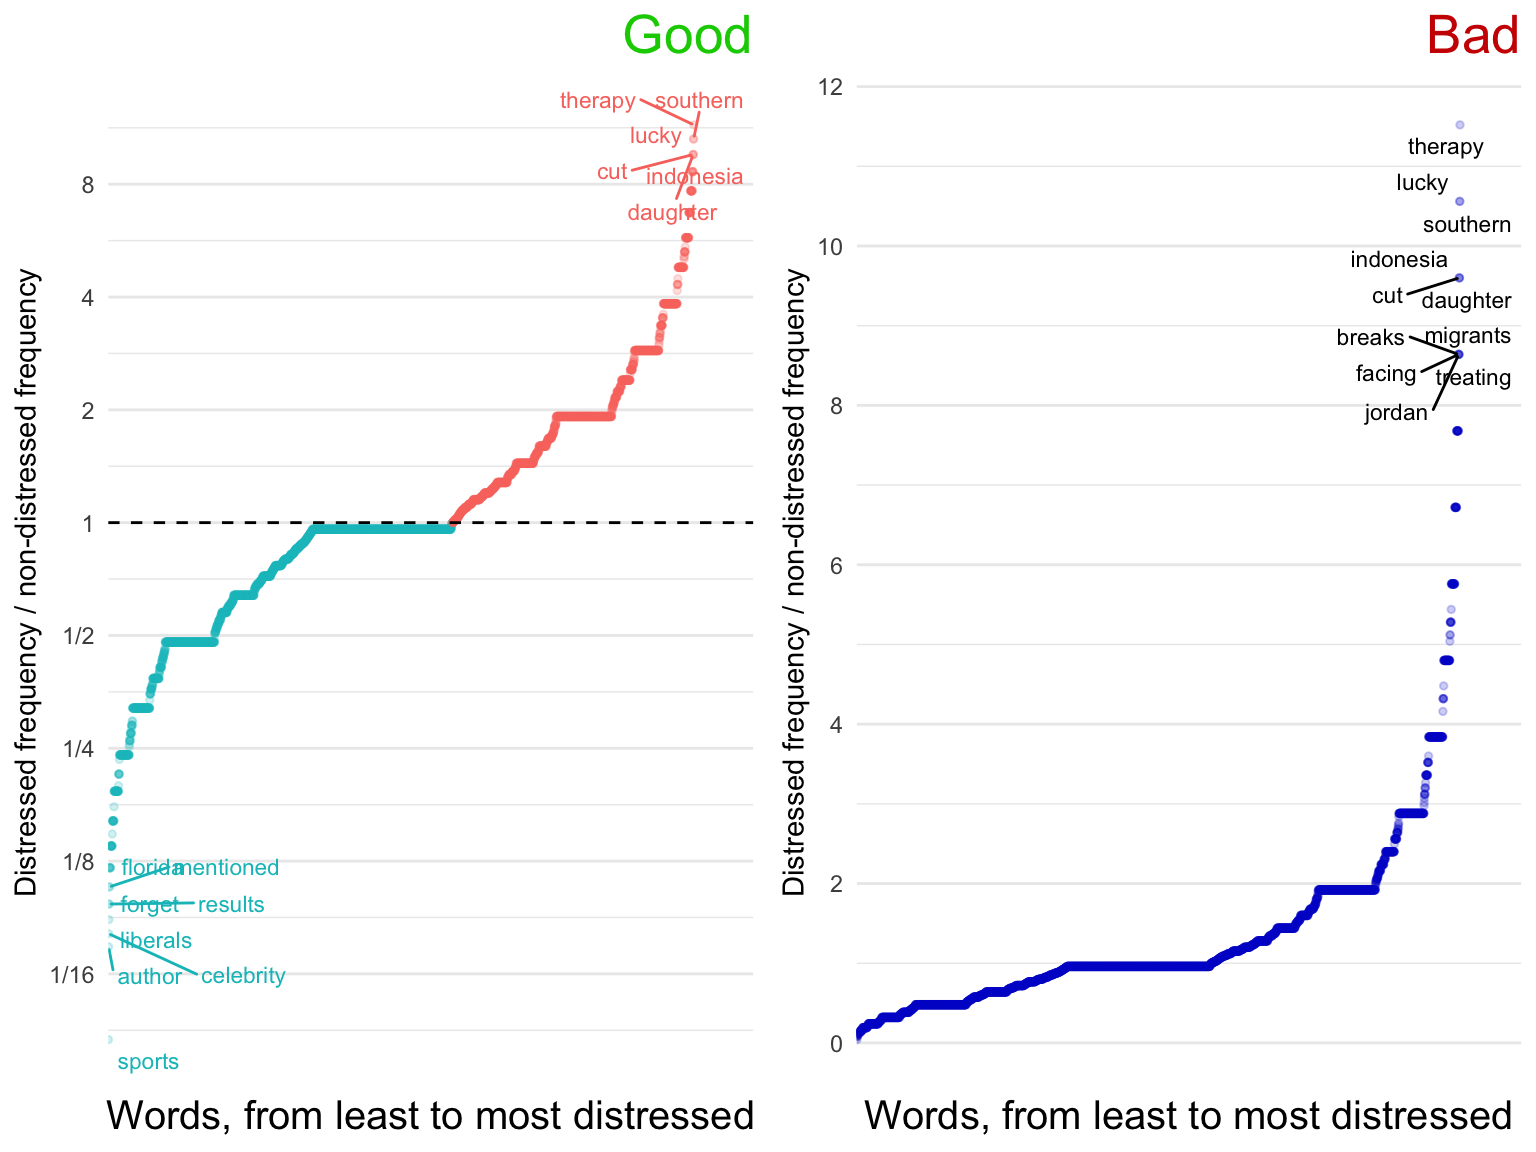 Good
Distressed frequency / non-distressed frequency
therapy
southern
lucky
cut
indonesia
daughter
8
4
2
1
1/2
1/4
1/8
1/16
florida
mentioned
forget
results
liberals
author
celebrity
sports
Words, from least to most distressed
Bad
Distressed frequency / non-distressed frequency
12
10
8
6
4
2
0
therapy
lucky
southern
indonesia
cut
daughter
breaks
migrants
facing
treating
jordan
Words, from least to most distressed